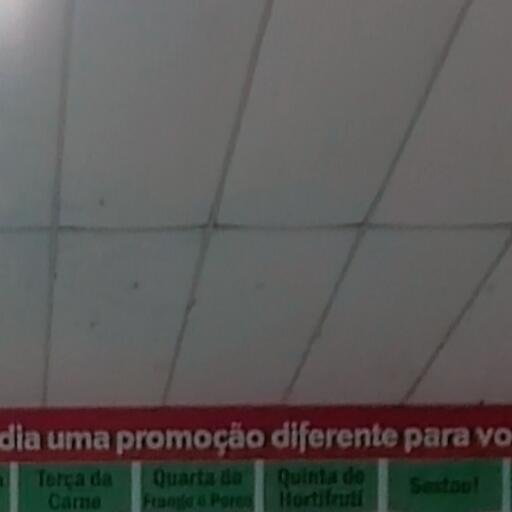 dia uma promoção diferente para vo
Terça da
Carne
Quarta do
Frango e Porco
Quinta do
Hortifruti
Sextou!